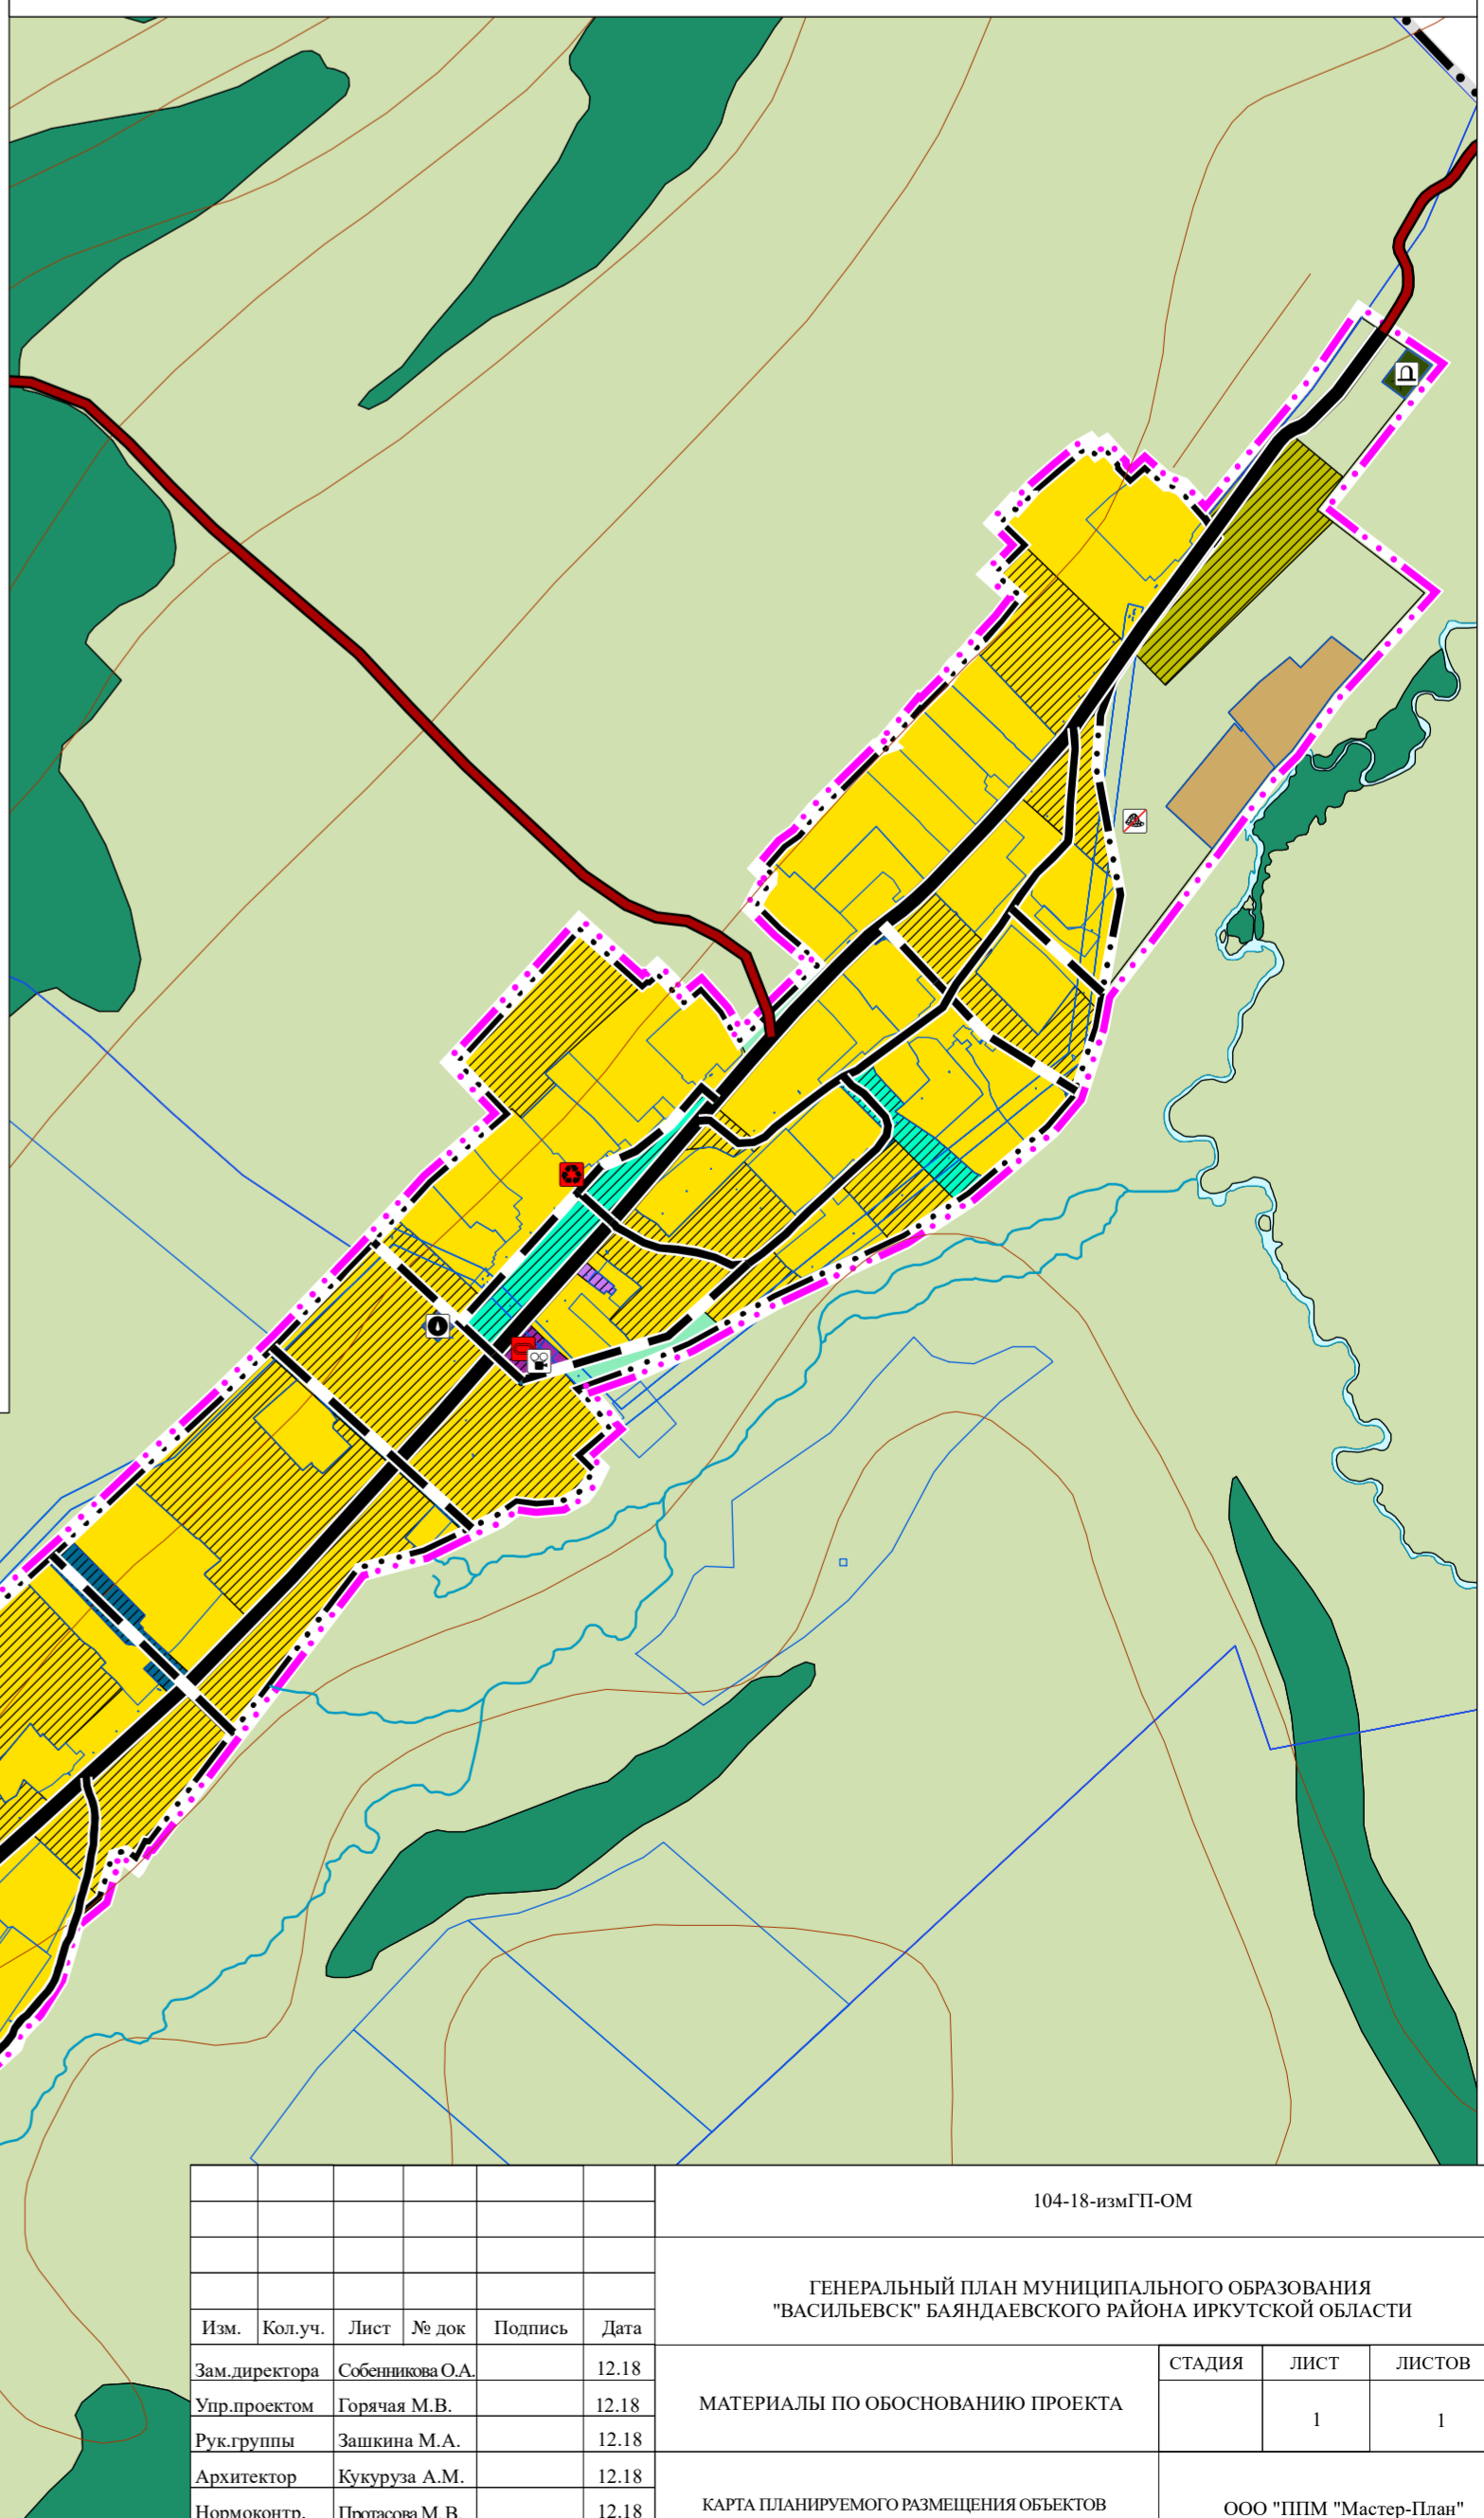 104-18-измГП-ОМ
ГЕНЕРАЛЬНЫЙ ПЛАН МУНИЦИПАЛЬНОГО ОБРАЗОВАНИЯ
"ВАСИЛЬЕВСК" БАЯНДАЕВСКОГО РАЙОНА ИРКУТСКОЙ ОБЛАСТИ
Изм. Кол.уч. Лист № док Подпись Дата
Зам.директора Собенникова О.А. 12.18
Упр.проектом Горячая М.В. 12.18
Рук.группы Зашкина М.А. 12.18
Архитектор Кукуруза А.М. 12.18
Нормоконтр. Протасова М.В. 12.18
МАТЕРИАЛЫ ПО ОБОСНОВАНИЮ ПРОЕКТА
СТАДИЯ ЛИСТ ЛИСТОВ
1 1
КАРТА ПЛАНИРУЕМОГО РАЗМЕЩЕНИЯ ОБЪЕКТОВ
ООО "ППМ "Мастер-План"